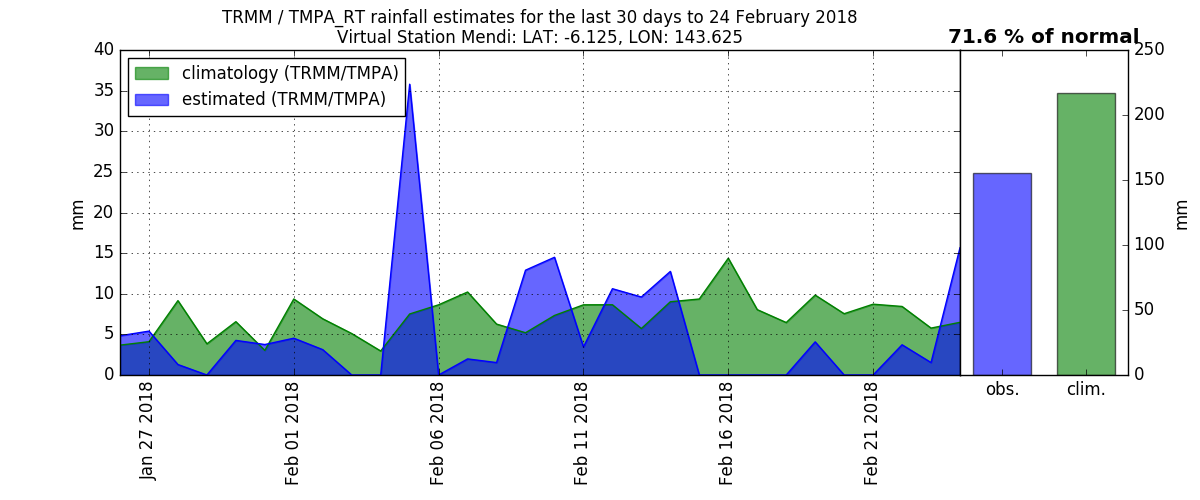 TRMM / TMPA_RT rainfall estimates for the last 30 days to 24 February 2018
Virtual Station Mendi: LAT: -6.125, LON: 143.625
71.6 % of normal
climatology (TRMM/TMPA)
estimated (TRMM/TMPA)
40
35
30
25
20
15
10
5
0
mm
Jan 27 2018
Feb 01 2018
Feb 06 2018
Feb 11 2018
Feb 16 2018
Feb 21 2018
obs.
clim.
250
200
150
100
50
0
mm